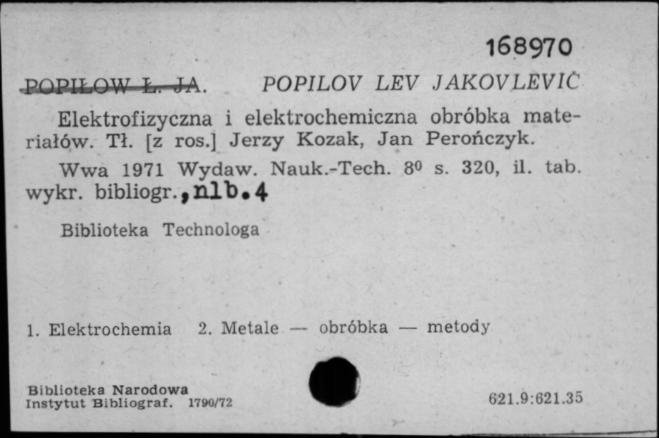 168970
POPIŁOW Ł. JA. POPILOV LEV JAKOVLEVIČ
Elektrofizyczna i elektrochemiczna obróbka mate-
riałów. Tł. [z ros.] Jerzy Kozak, Jan Perończyk.
Wwa 1971 Wydaw. Nauk.-Tech. 8⁰ s. 320, il. tab.
wykr. bibliogr., nlb. 4
Biblioteka Technologa
1. Elektrochemia 2. Metale — obróbka — metody
Biblioteka Narodowa
Instytut Bibliograf. 1790/72 621.9:621.35